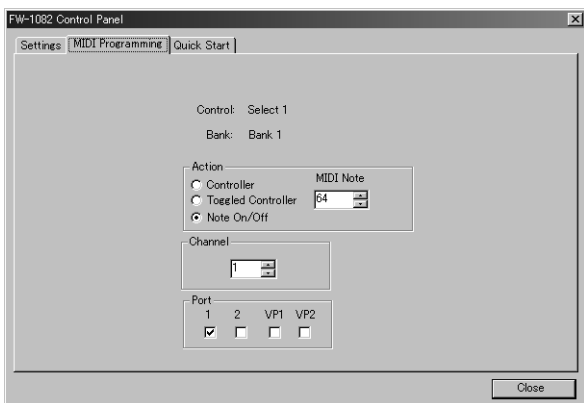 FW-1082 Control Panel
Settings MIDI Programming Quick Start
Control: Select 1
Bank: Bank 1
Action
Controller
Toggled Controller
Note On/Off
MIDI Note
64
Channel
1
Port
1 2 VP1 VP2
Close